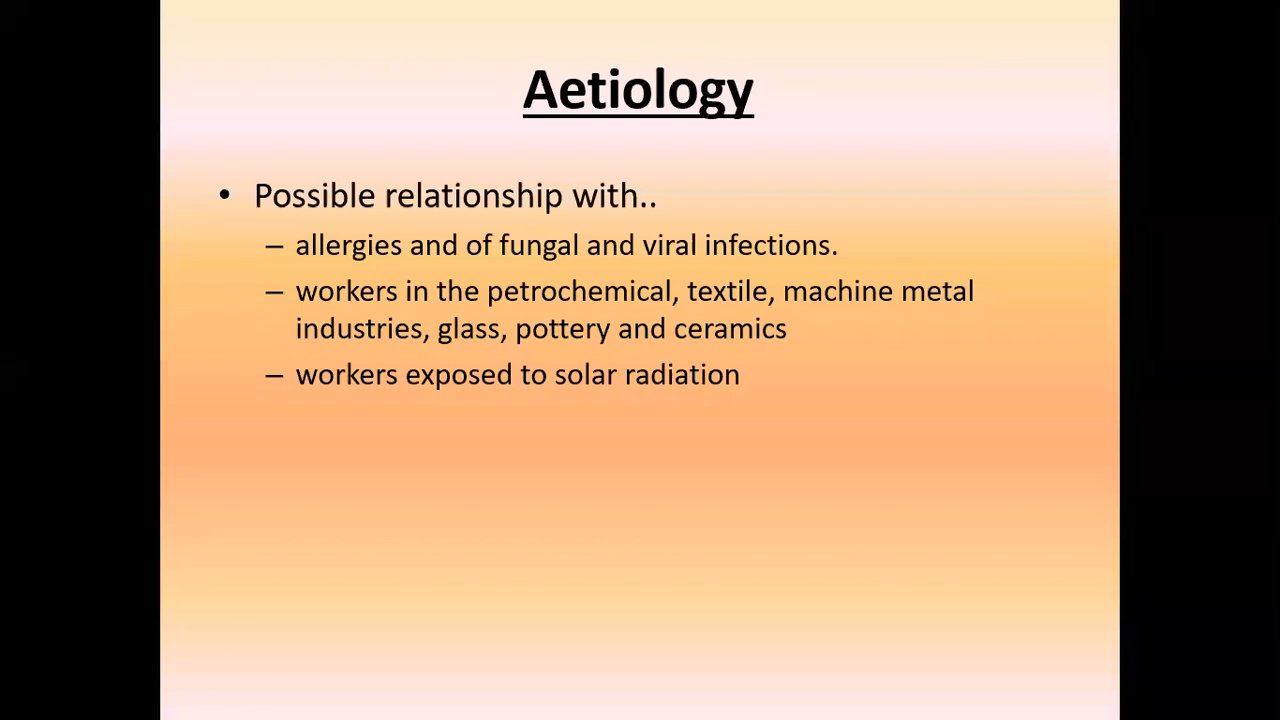 Aetiology
• Possible relationship with..
– allergies and of fungal and viral infections.
– workers in the petrochemical, textile, machine metal
industries, glass, pottery and ceramics
– workers exposed to solar radiation